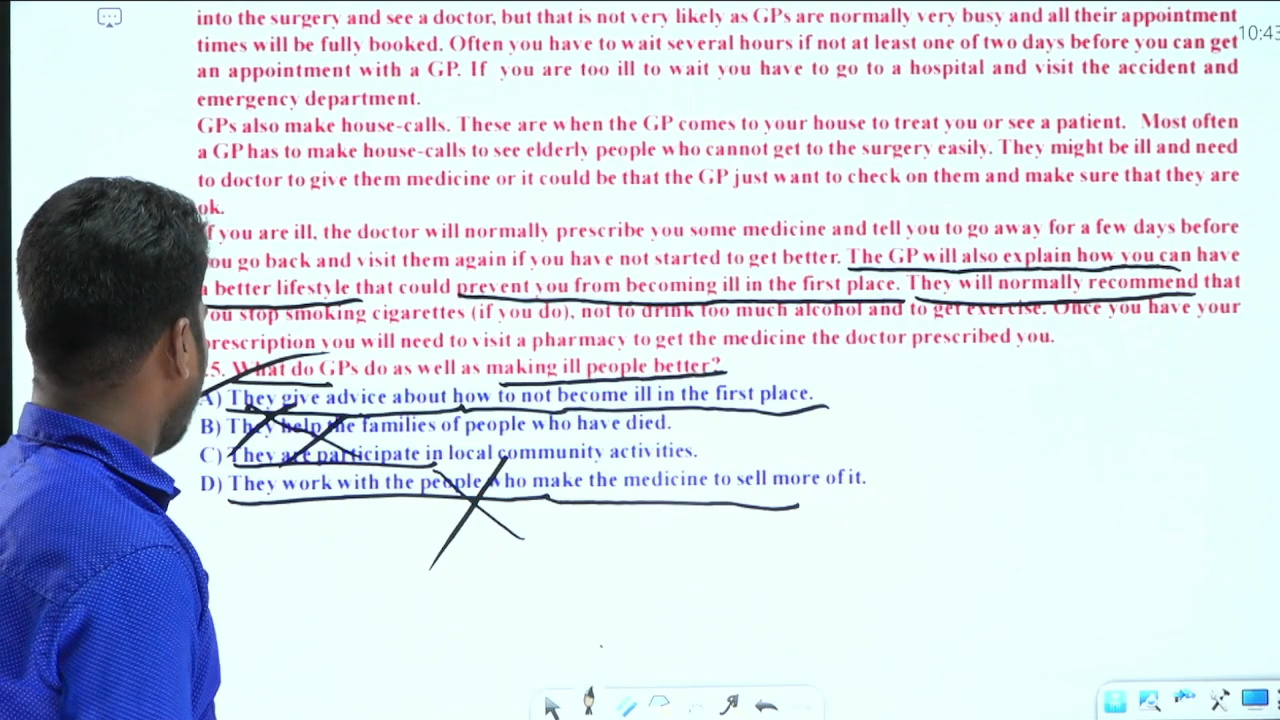 into the surgery and see a doctor, but that is not very likely as GPs are normally very busy and all their appointment
times will be fully booked. Often you have to wait several hours if not at least one of two days before you can get
10:43
an appointment with a GP. If you are too ill to wait you have to go to a hospital and visit the accident and
emergency department.
GPs also make house-calls. These are when the GP comes to your house to treat you or see a patient. Most often
a GP has to make house-calls to see elderly people who cannot get to the surgery easily. They might be ill and need
to doctor to give them medicine or it could be that the GP just want to check on them and make sure that they are
ok.
f you are ill, the doctor will normally prescribe you some medicine and tell you to go away for a few days before
ou go back and visit them again if you have not started to get better. The GP will also explain how you can have
better lifestyle that could prevent you from becoming ill in the first place. They will normally recommend that
ou stop smoking cigarettes (if you do), not to drink too much alcohol and to get exercise. Once you have your
rescription you will need to visit a pharmacy to get the medicine the doctor prescribed you.
5. What do GPs do as well as making ill people better?
A) They give advice about how to not become ill in the first place.
B) They help the families of people who have died.
C) They are participate in local community activities.
D) They work with the people who make the medicine to sell more of it.